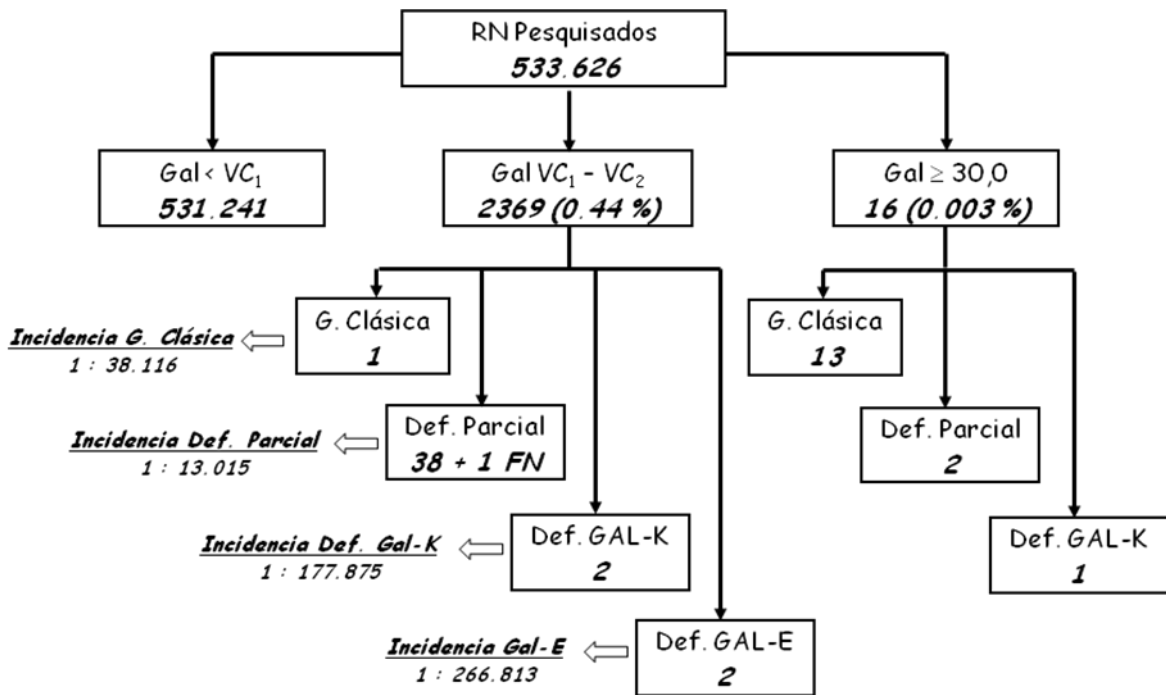 RN Pesquisados
533.626
Gal < VC₁
531.241
Gal VC₁ - VC₂
2369 (0.44 %)
Gal ≥ 30,0
16 (0.003 %)
G. Clásica
1
Incidencia G. Clásica
1 : 38.116
Def. Parcial
38 + 1 FN
Incidencia Def. Parcial
1 : 13.015
Def. GAL-K
2
Incidencia Def. Gal-K
1 : 177.875
Def. GAL-E
2
Incidencia Gal-E
1 : 266.813
G. Clásica
13
Def. Parcial
2
Def. GAL-K
1